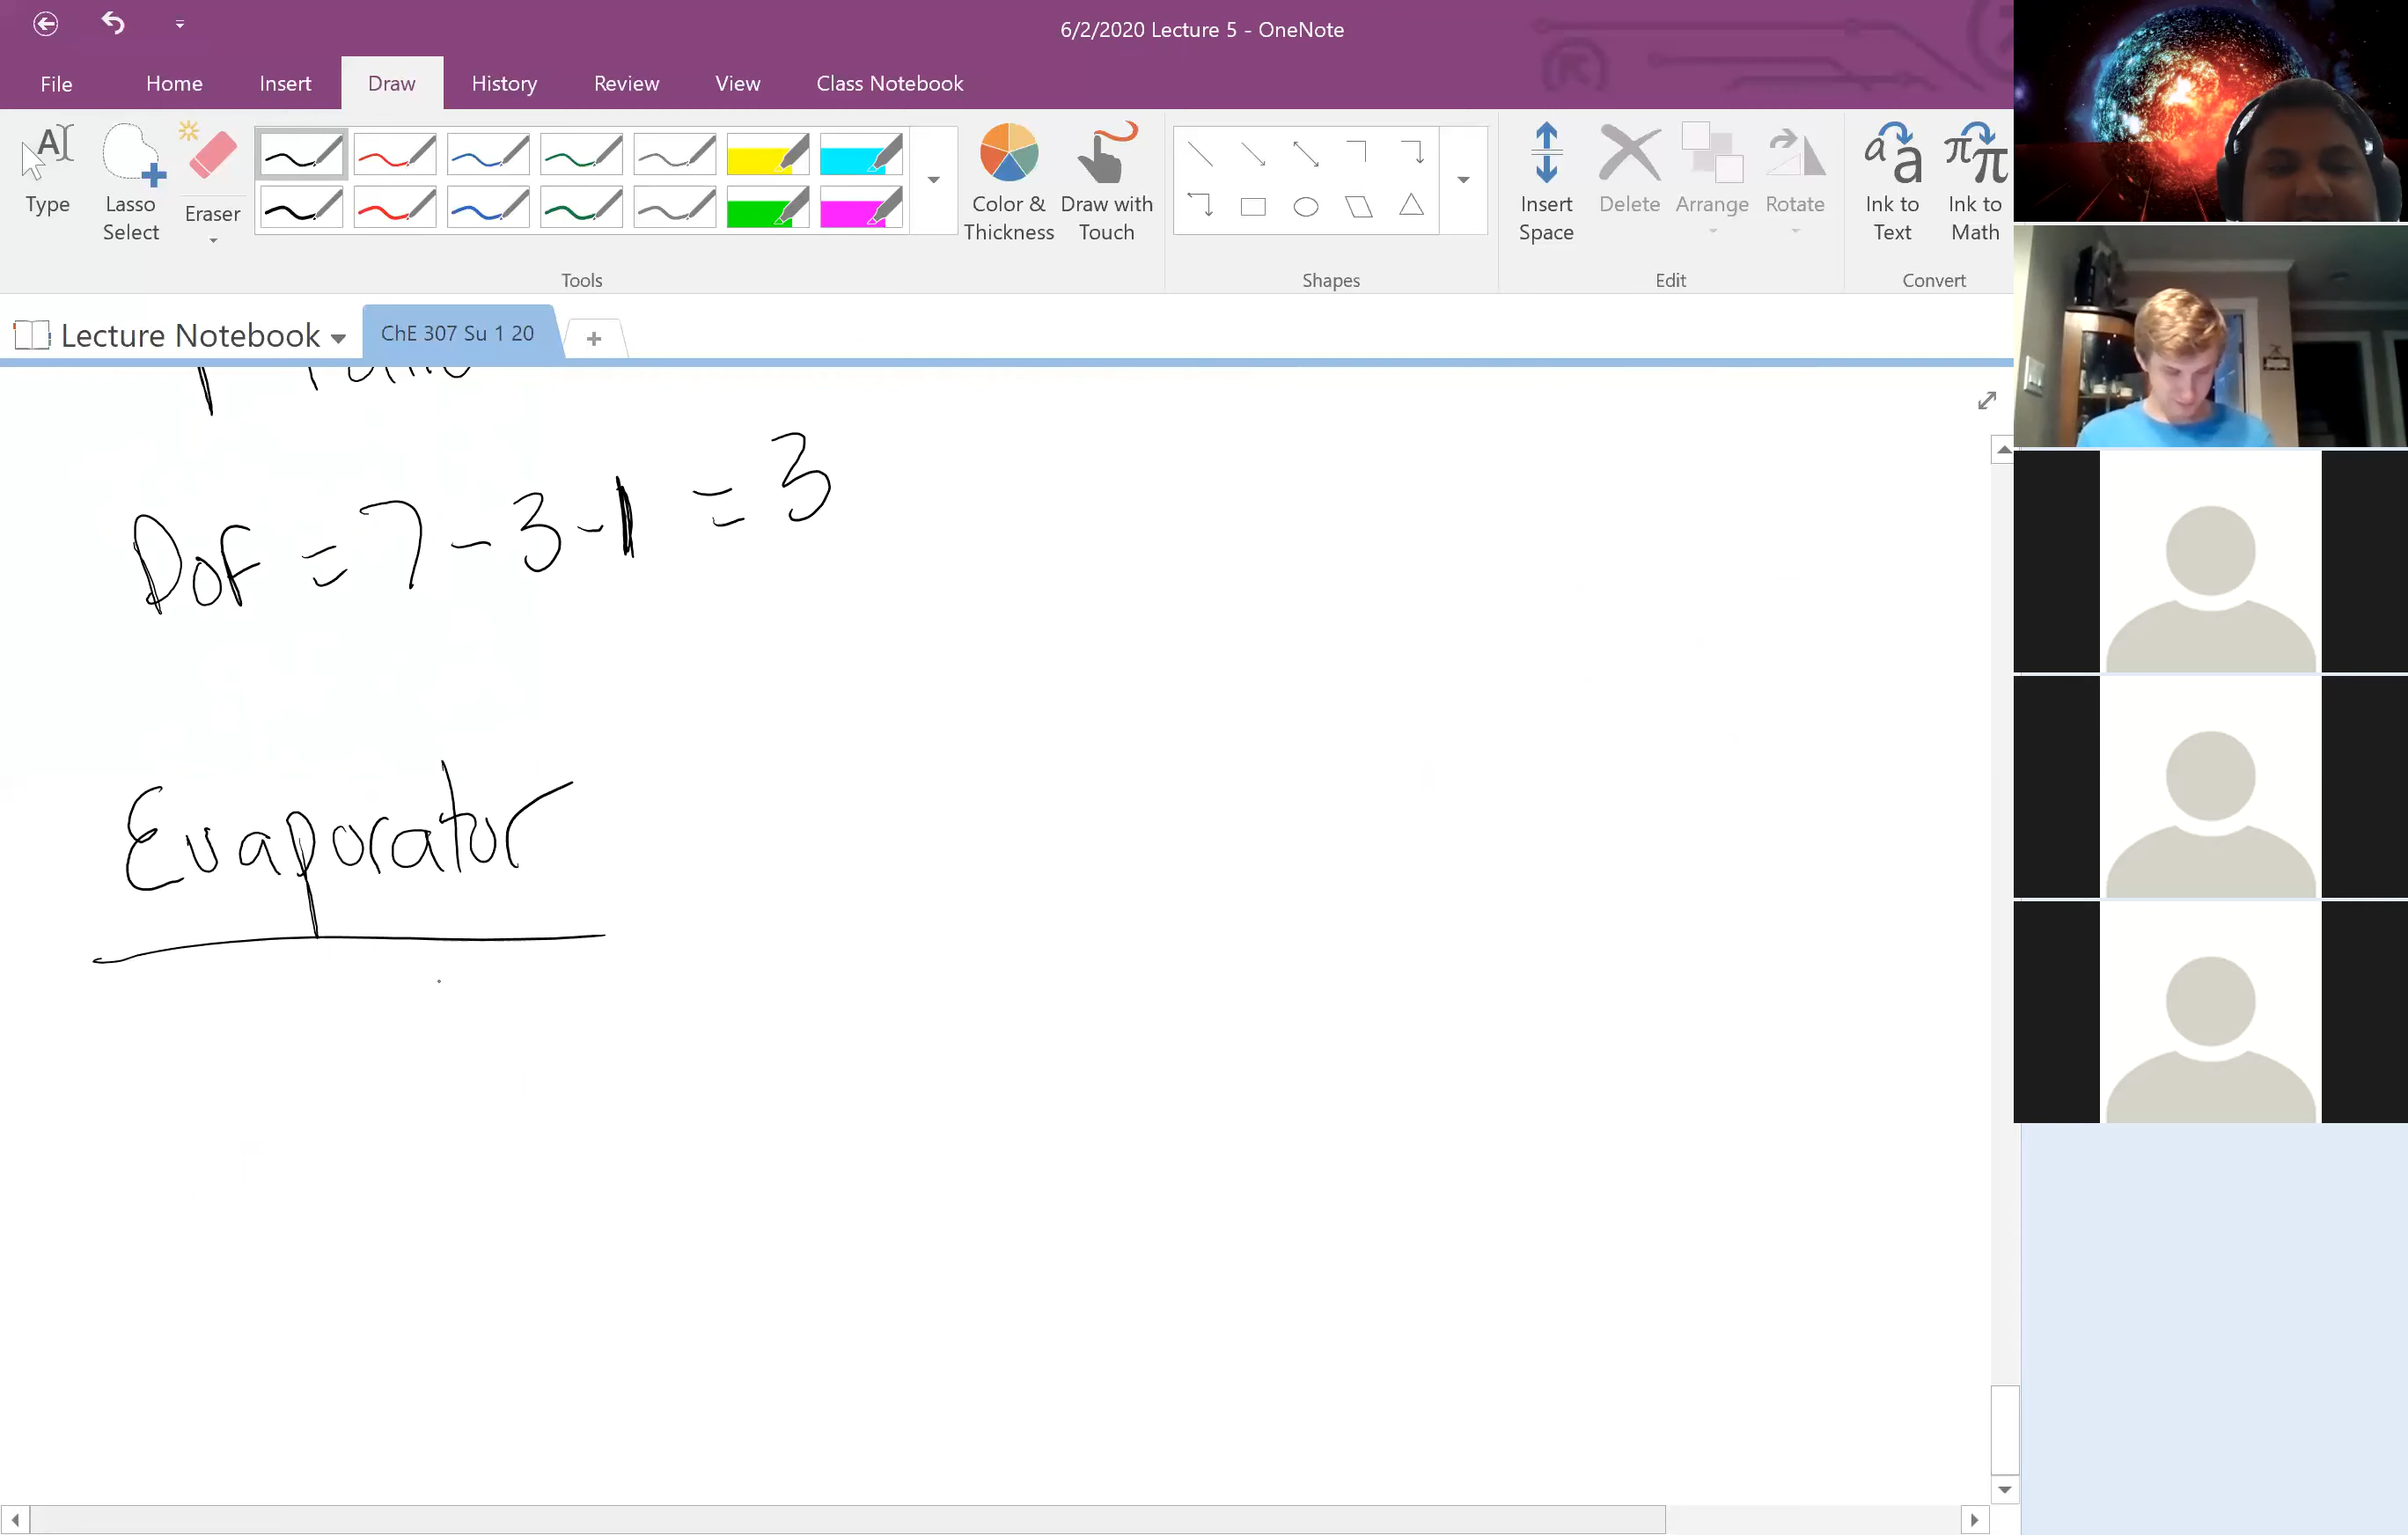 6/2/2020 Lecture 5 - OneNote
File Home Insert Draw History Review View Class Notebook
Type
Lasso Select
Eraser
Color & Thickness
Draw with Touch
Insert Space
Delete
Arrange
Rotate
Ink to Text
Ink to Math
Tools Shapes Edit Convert
Lecture Notebook ChE 307 Su 1 20
DoF = 7 - 3 - 1 = 3
Evaporator